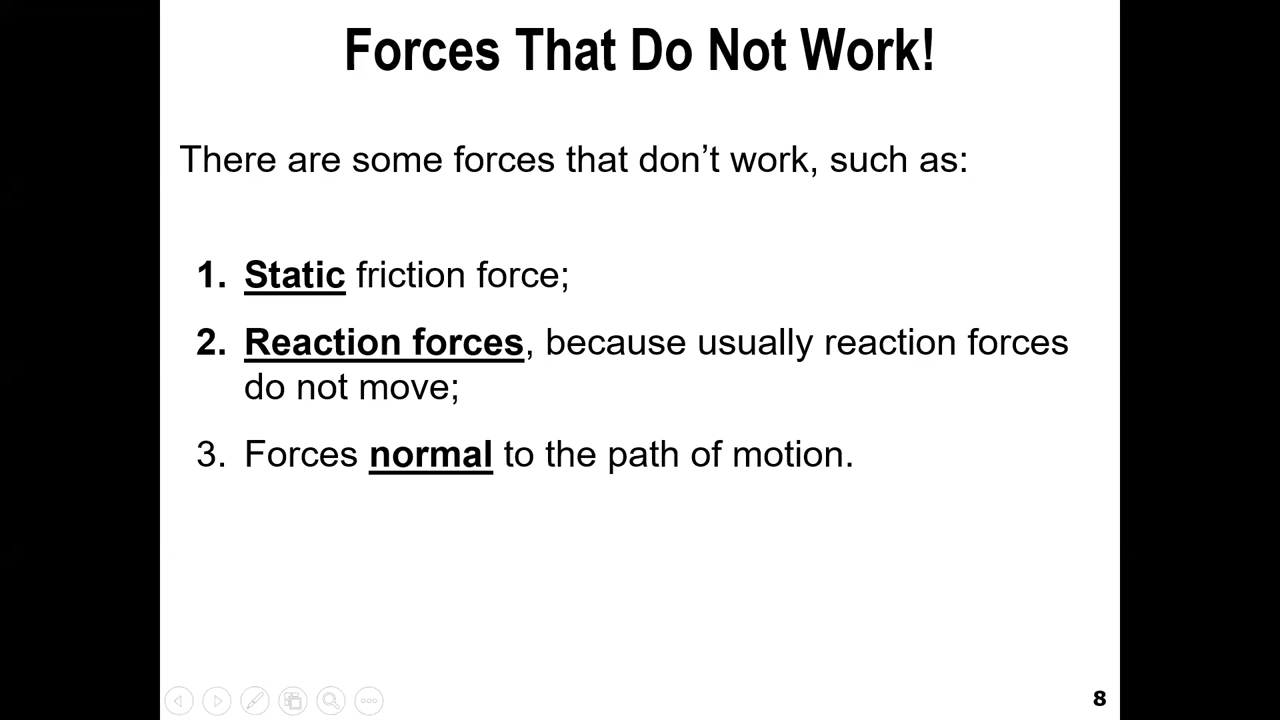 Forces That Do Not Work!
There are some forces that don’t work, such as:
1. Static friction force;
2. Reaction forces, because usually reaction forces
do not move;
3. Forces normal to the path of motion.
8